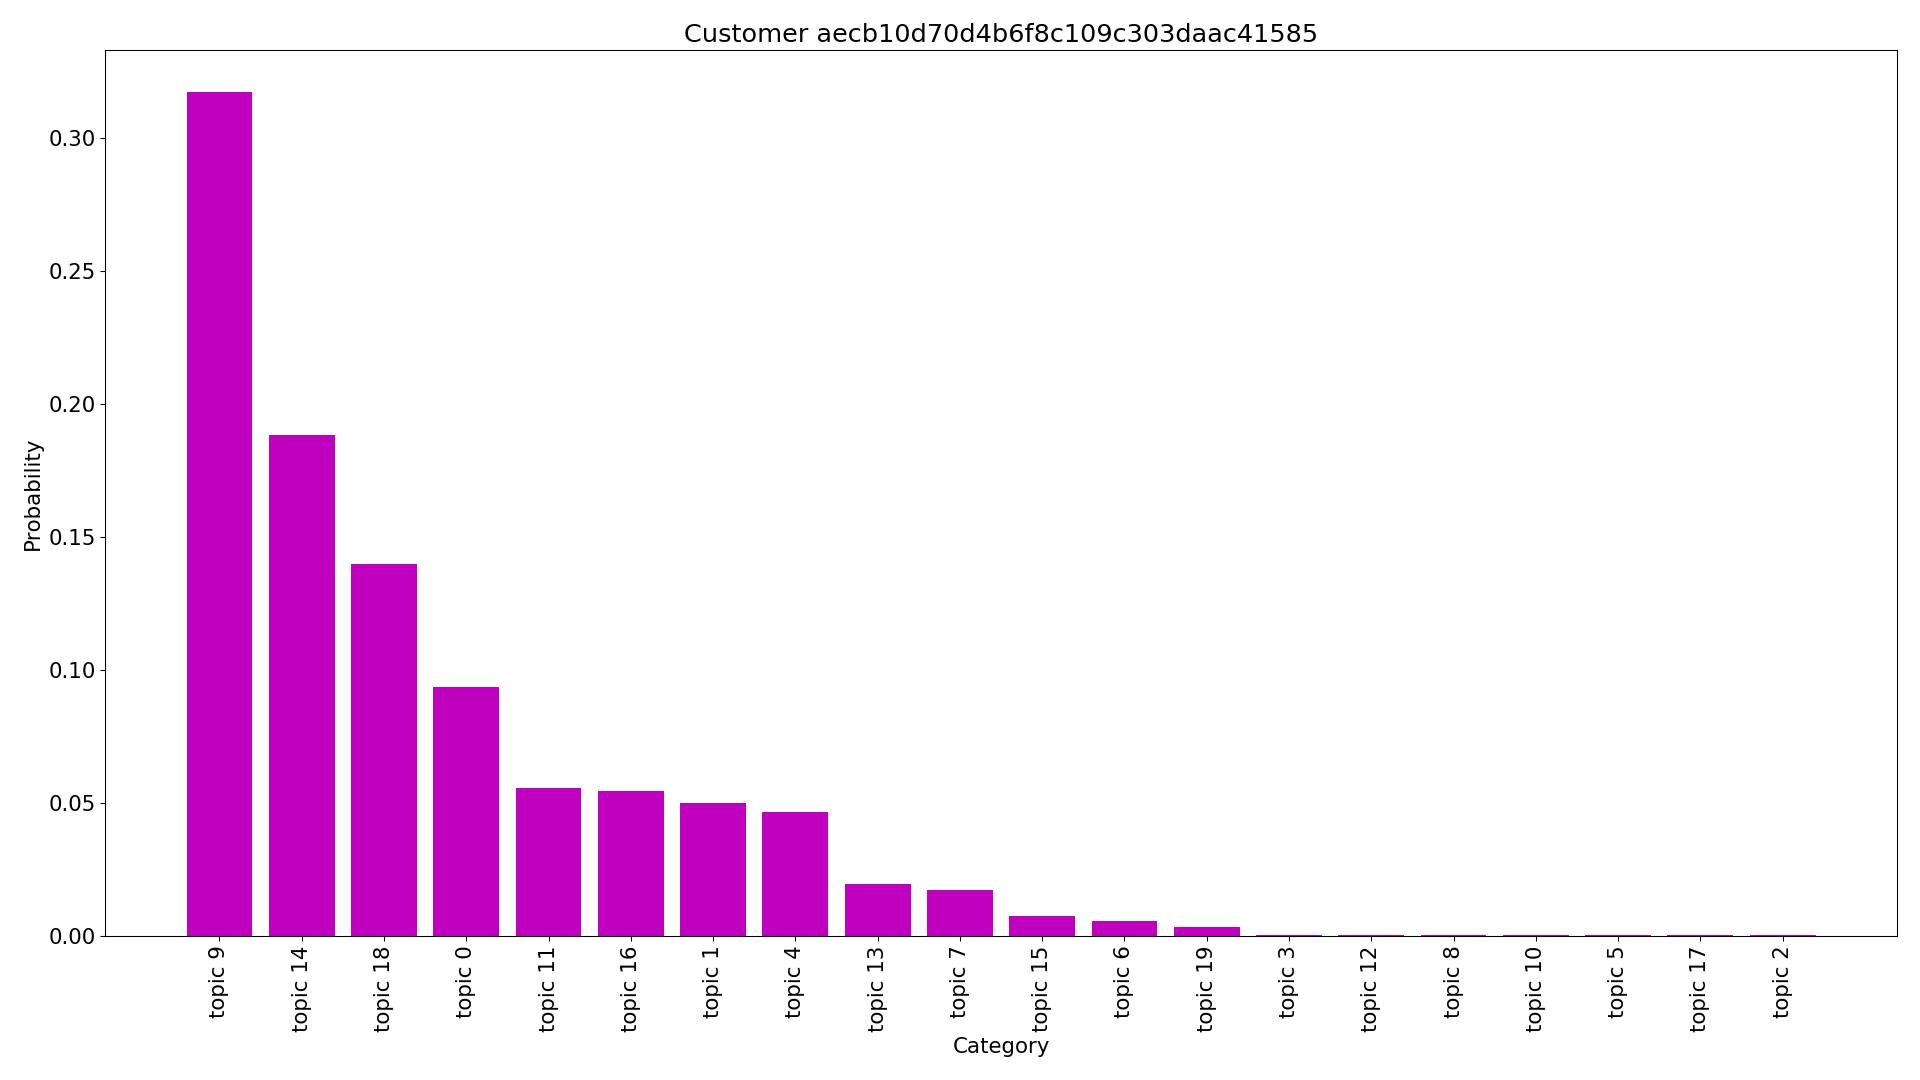 Customer aecb10d70d4b6f8c109c303daac41585
Probability
0.30
0.25
0.20
0.15
0.10
0.05
0.00
topic 9
topic 14
topic 18
topic 0
topic 11
topic 16
topic 1
topic 4
topic 13
topic 7
topic 15
topic 6
topic 19
topic 3
topic 12
topic 8
topic 10
topic 5
topic 17
topic 2
Category